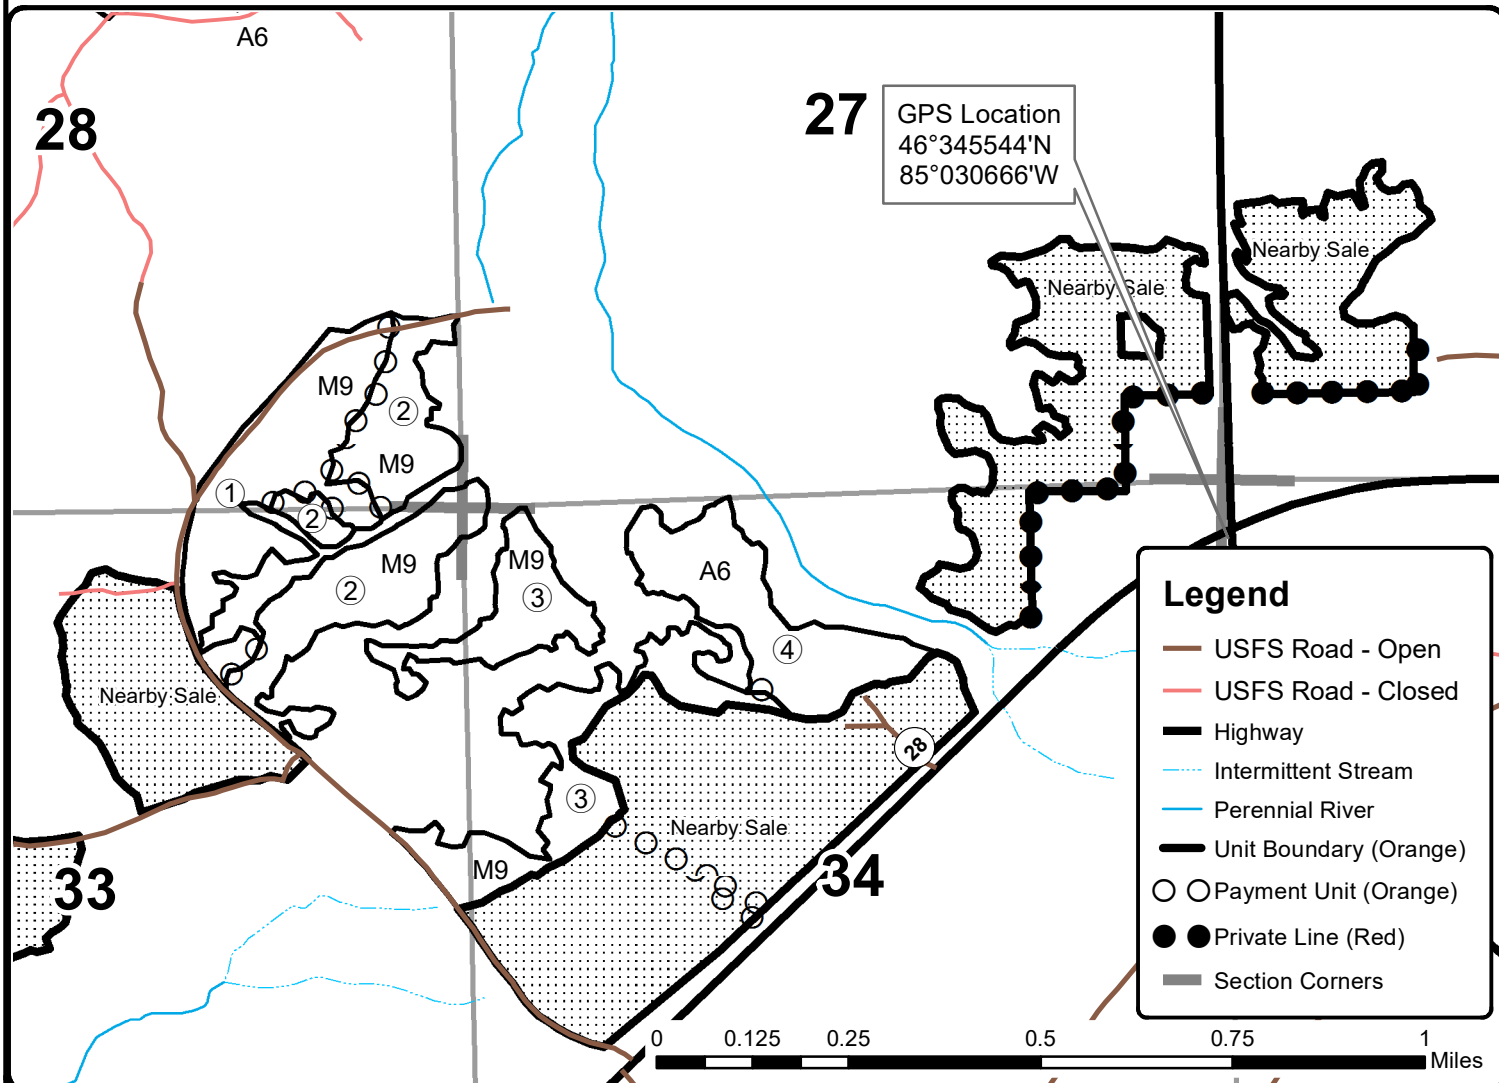 A6
28
27
GPS Location
46°345544'N
85°030666'W
Nearby Sale
Nearby Sale
M9
2
M9
1
2
M9
2
M9
3
A6
4
Nearby Sale
28
3
Nearby Sale
M9
33
34
Legend
USFS Road - Open
USFS Road - Closed
Highway
Intermittent Stream
Perennial River
Unit Boundary (Orange)
Payment Unit (Orange)
Private Line (Red)
Section Corners
0 0.125 0.25 0.5 0.75 1
Miles